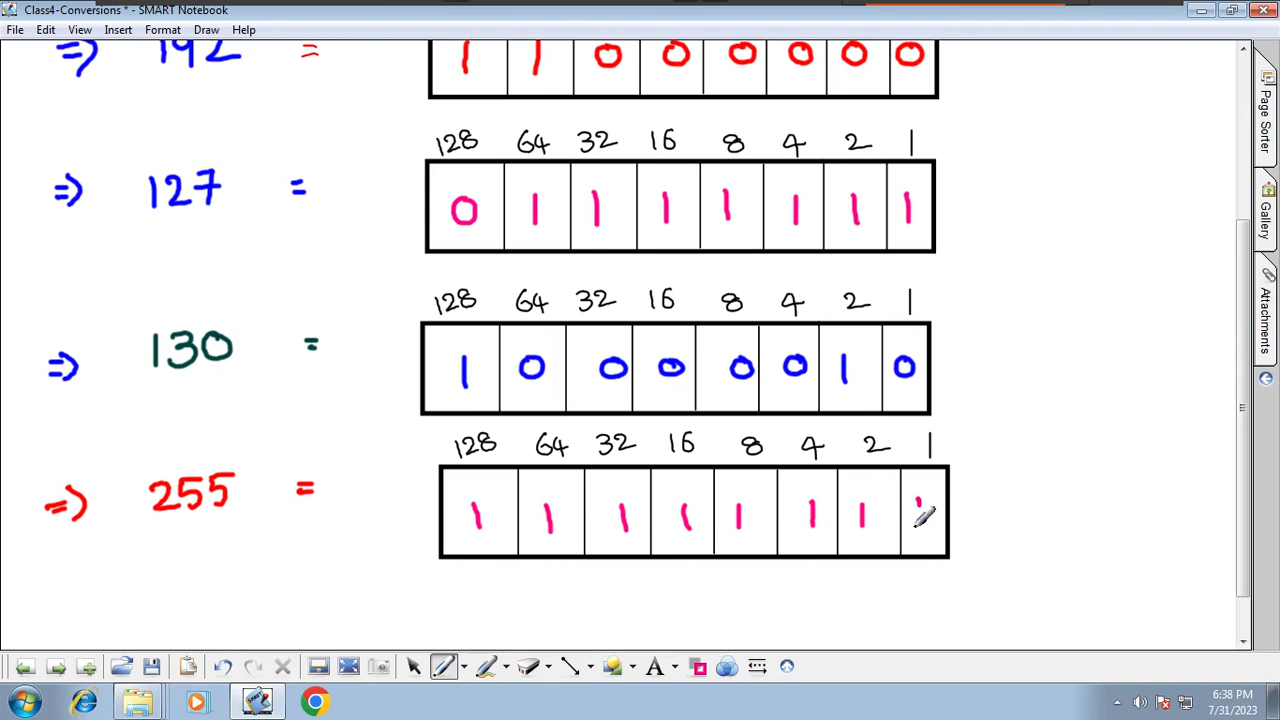 Class4-Conversions * - SMART Notebook
File Edit View Insert Format Draw Help
=> 192 = 1 1 0 0 0 0 0 0
128 64 32 16 8 4 2 1
=> 127 = 0 1 1 1 1 1 1 1
128 64 32 16 8 4 2 1
=> 130 = 1 0 0 0 0 0 1 0
128 64 32 16 8 4 2 1
=> 255 = 1 1 1 1 1 1 1
Page Sorter
Gallery
Attachments
A
6:38 PM
7/31/2023